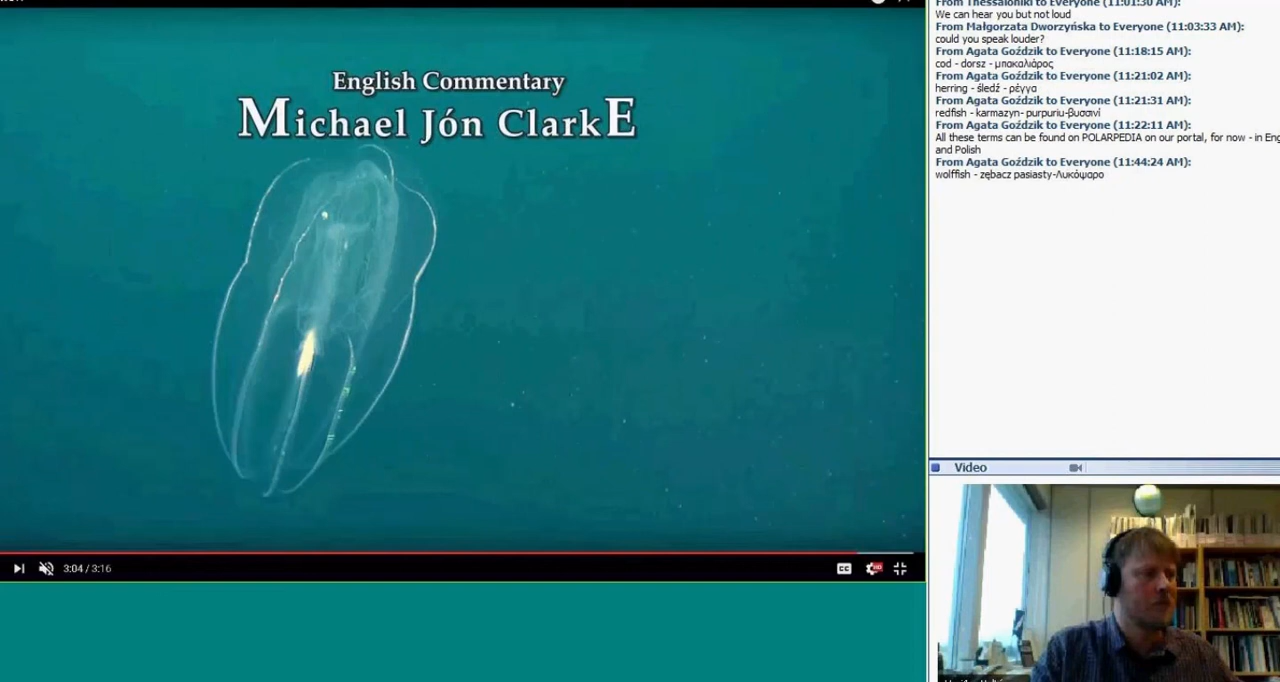 English Commentary
Michael Jón ClarkE
3:04 / 3:16
CC
HD
From Thessaloniki to Everyone (11:01:30 AM):
We can hear you but not loud
From Małgorzata Dworzyńska to Everyone (11:03:33 AM):
could you speak louder?
From Agata Goździk to Everyone (11:18:15 AM):
cod - dorsz - μπακαλιάρος
From Agata Goździk to Everyone (11:21:02 AM):
herring - śledź - ρέγγα
From Agata Goździk to Everyone (11:21:31 AM):
redfish - karmazyn- purpuriu-βυσσινί
From Agata Goździk to Everyone (11:22:11 AM):
All these terms can be found on POLARPEDIA on our portal, for now - in Eng
and Polish
From Agata Goździk to Everyone (11:44:24 AM):
wolffish - zębacz pasiasty-Λυκόψαρο
Video